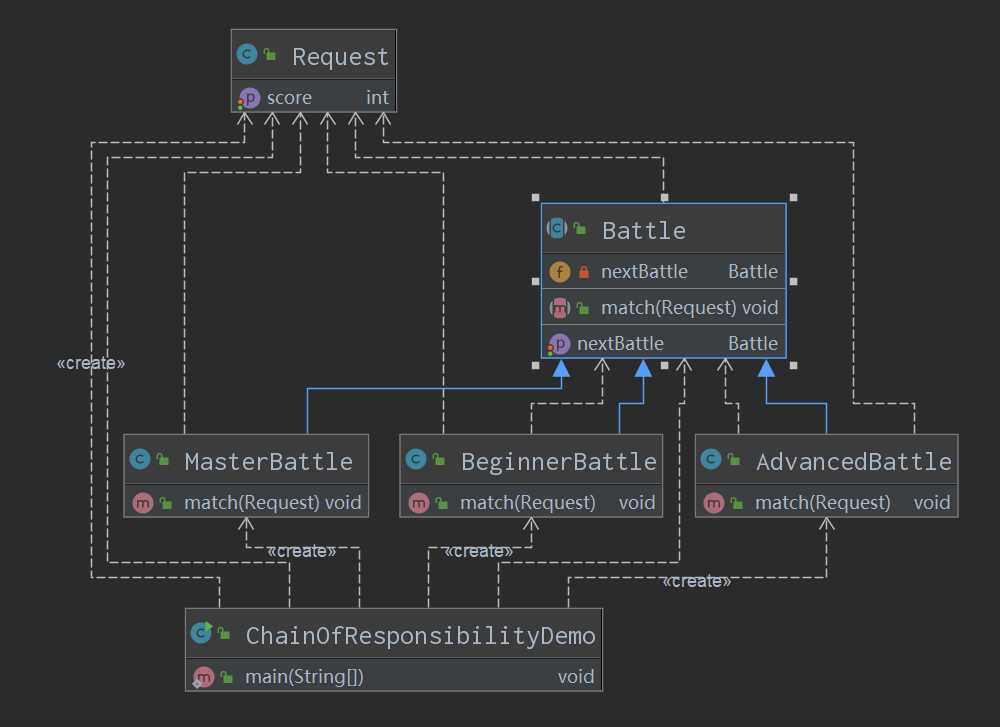 Request
score int
Battle
nextBattle Battle
match(Request) void
nextBattle Battle
«create»
MasterBattle
match(Request) void
BeginnerBattle
match(Request) void
AdvancedBattle
match(Request) void
«create»
«create»
«create»
ChainOfResponsibilityDemo
main(String[]) void